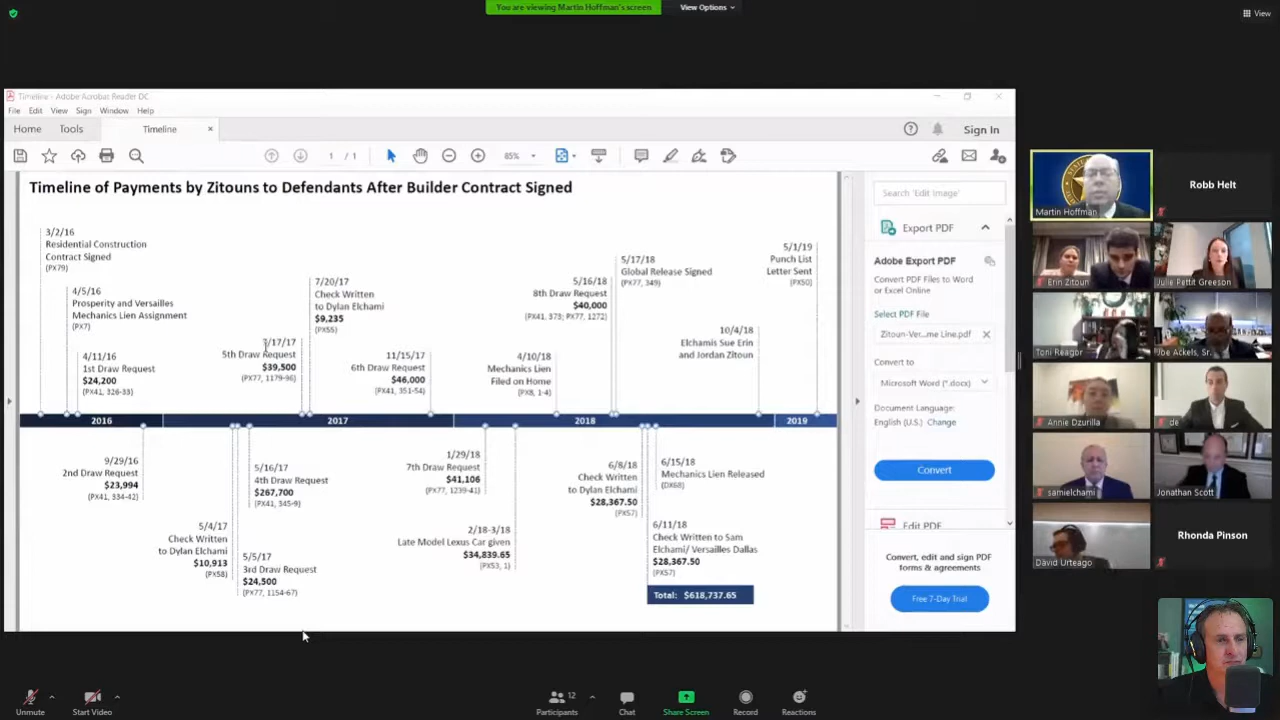 You are viewing Martin Hoffman's screen
View Options
View
Timeline - Adobe Acrobat Reader DC
File Edit View Sign Window Help
Home Tools Timeline ×
Sign In
1 / 1
85%
Timeline of Payments by Zitouns to Defendants After Builder Contract Signed
3/2/16
Residential Construction
Contract Signed
(PX79)
4/5/16
Prosperity and Versailles
Mechanics Lien Assignment
(PX7)
4/11/16
1st Draw Request
$24,200
(PX41, 326-33)
/17/17
5th Draw Request
$39,500
(PX77, 1179-96)
7/20/17
Check Written
to Dylan Elchami
$9,235
(PX55)
11/15/17
6th Draw Request
$46,000
(PX41, 351-54)
4/10/18
Mechanics Lien
Filed on Home
(PX8, 1-4)
5/16/18
8th Draw Request
$40,000
(PX41, 373; PX77, 1272)
5/17/18
Global Release Signed
(PX77, 349)
10/4/18
Elchamis Sue Erin
and Jordan Zitoun
5/1/19
Punch List
Letter Sent
(PX50)
2016 2017 2018 2019
9/29/16
2nd Draw Request
$23,994
(PX41, 334-42)
5/4/17
Check Written
to Dylan Elchami
$10,913
(PX58)
5/5/17
3rd Draw Request
$24,500
(PX77, 1154-67)
5/16/17
4th Draw Request
$267,700
(PX41, 345-9)
1/29/18
7th Draw Request
$41,106
(PX77, 1239-41)
2/18-3/18
Late Model Lexus Car given
$34,839.65
(PX53, 1)
6/8/18
Check Written
to Dylan Elchami
$28,367.50
(PX57)
6/15/18
Mechanics Lien Released
(DX68)
6/11/18
Check Written to Sam
Elchami/ Versailles Dallas
$28,367.50
(PX57)
Total: $618,737.65
Search 'Edit Image'
Export PDF
Adobe Export PDF
Convert PDF Files to Word
or Excel Online
Select PDF File
Zitoun-Ver...me Line.pdf
Convert to
Microsoft Word (*.docx)
Document Language:
English (U.S.) Change
Convert
Edit PDF
Convert, edit and sign PDF
forms & agreements
Free 7-Day Trial
Martin Hoffman
Robb Helt
Erin Zitoun
Julie Pettit Greeson
Toni Reagor
Joe Ackels, Sr.
Annie Dzurilla
de
samielchami
Jonathan Scott
David Urteago
Rhonda Pinson
Unmute
Start Video
Participants 12
Chat
Share Screen
Record
Reactions